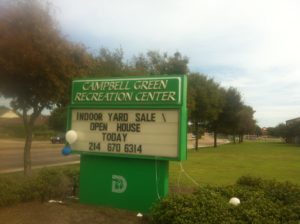 CAMPBELL GREEN
RECREATION CENTER
INDOOR YARD SALE \
OPEN HOUSE
TODAY
214 670 6314